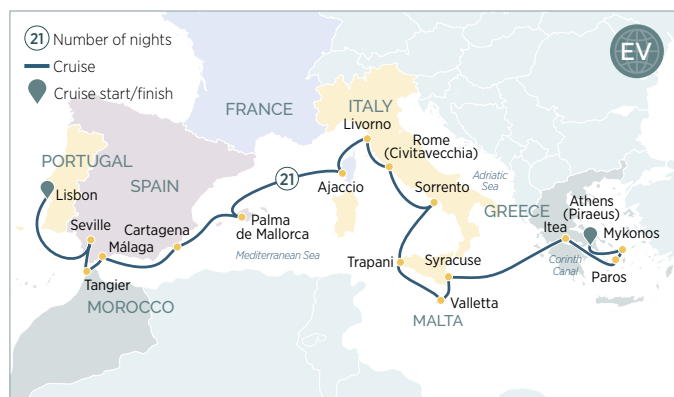 21 Number of nights
Cruise
Cruise start/finish
EV
FRANCE
ITALY
Livorno
Rome
(Civitavecchia)
PORTUGAL
SPAIN
Lisbon
21
Ajaccio
Sorrento
Adriatic
Sea
GREECE
Athens
(Piraeus)
Seville
Málaga
Cartagena
Palma
de Mallorca
Mediterranean Sea
Itea
Mykonos
Tangier
Trapani
Syracuse
Corinth
Canal
Paros
MOROCCO
Valletta
MALTA